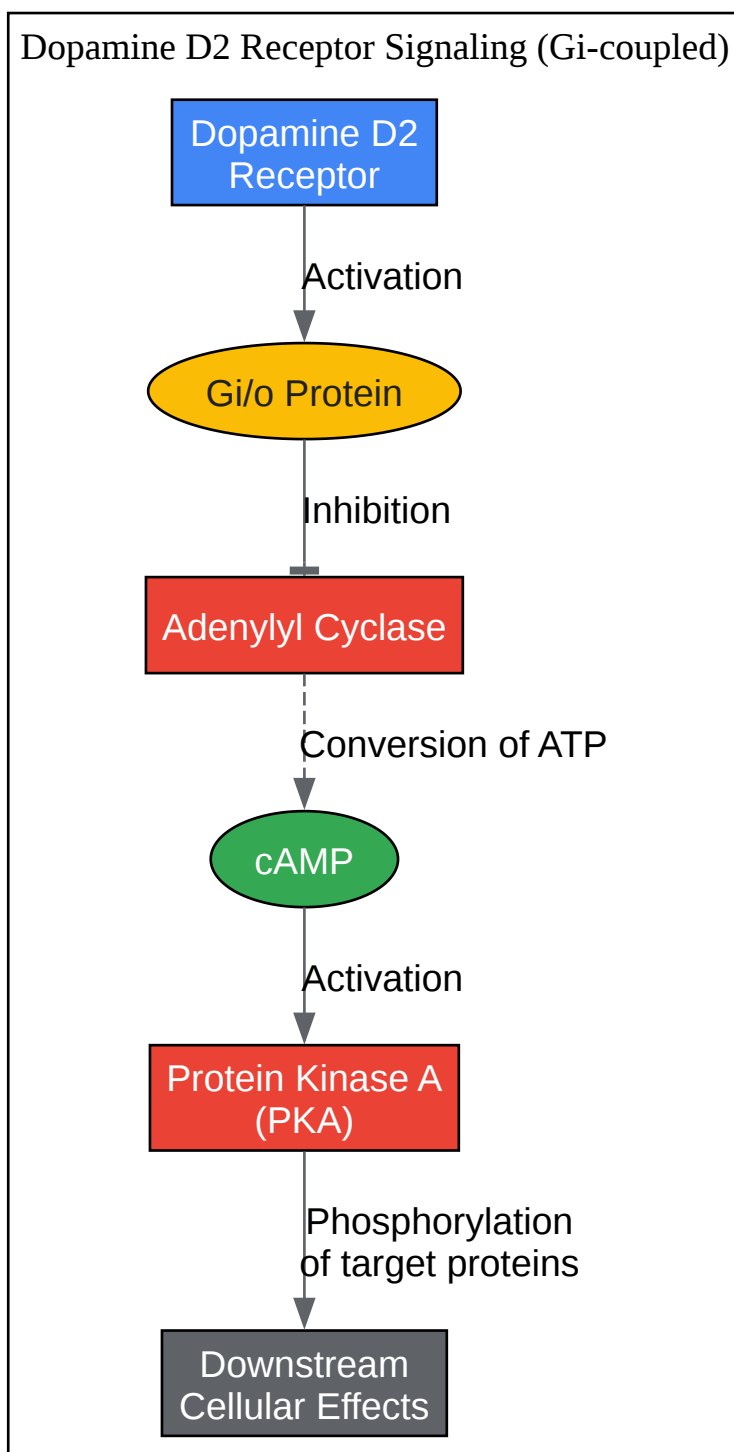 Dopamine D2 Receptor Signaling (Gi-coupled)
Dopamine D2
Receptor
Activation
Gi/o Protein
Inhibition
Adenylyl Cyclase
Conversion of ATP
cAMP
Activation
Protein Kinase A
(PKA)
Phosphorylation
of target proteins
Downstream
Cellular Effects